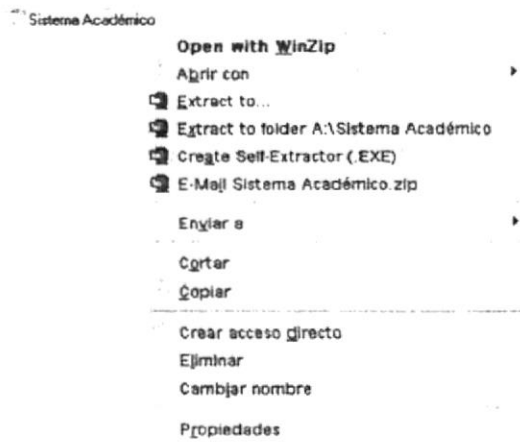 Sistema Académico
Open with WinZip
Abrir con
Extract to...
Extract to folder A:\Sistema Académico
Create Self-Extractor (.EXE)
E-Mail Sistema Académico.zip
Enviar a
Cortar
Copiar
Crear acceso directo
Eliminar
Cambiar nombre
Propiedades